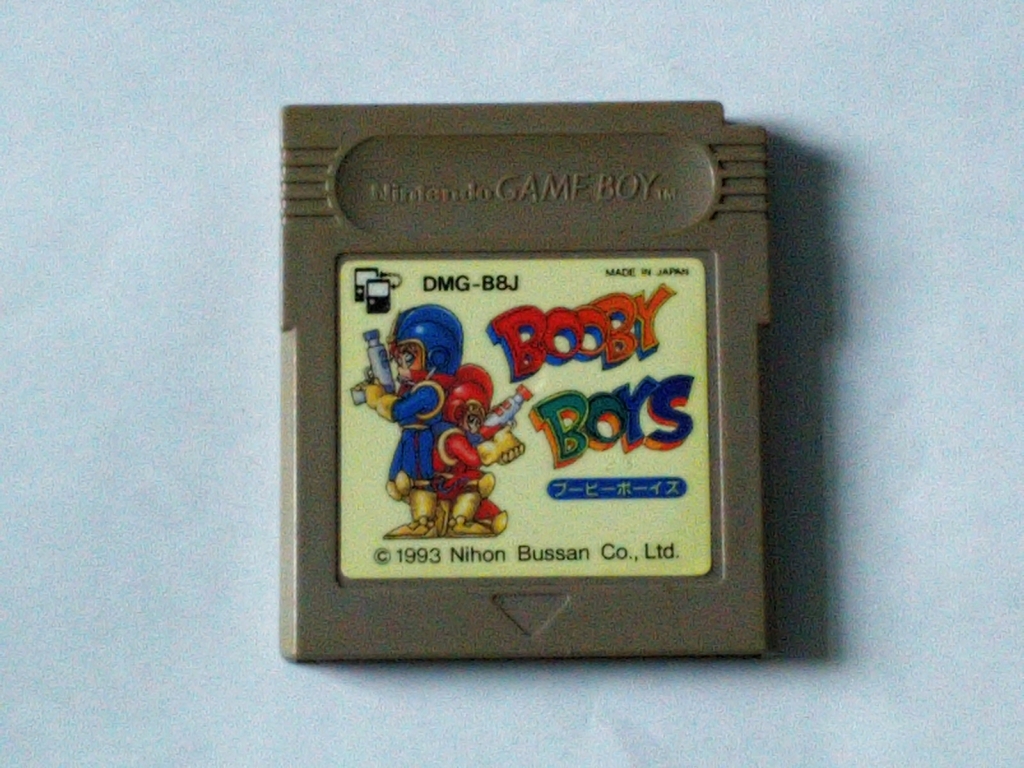 Nintendo GAME BOY TM
DMG-B8J
MADE IN JAPAN
BOOBY
BOYS
ブービーボーイズ
© 1993 Nihon Bussan Co., Ltd.